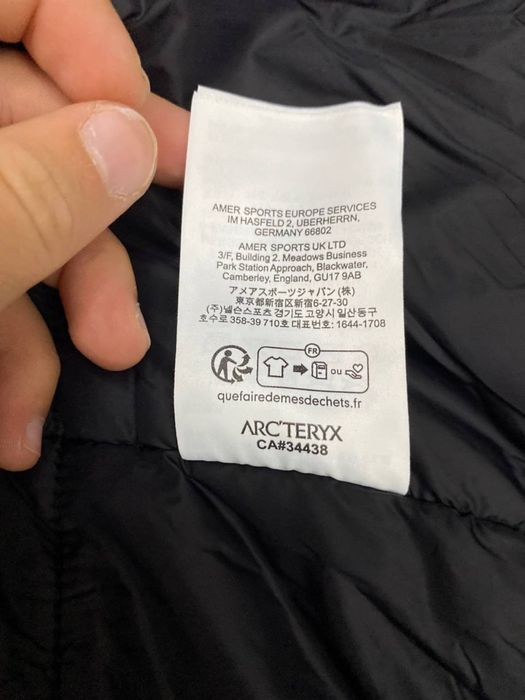 AMER SPORTS EUROPE SERVICES
IM HASFELD 2, UBERHERRN,
GERMANY 66802
AMER SPORTS UK LTD
3/F, Building 2. Meadows Business
Park Station Approach, Blackwater,
Camberley, England, GU17 9AB
アメアスポーツジャパン (株)
東京都新宿区新宿6-27-30
(주)넬슨스포츠 경기도 고양시 일산동구
호수로 358-39 710호 대표번호: 1644-1708
FR
ou
quefairedemesdechets.fr
ARC'TERYX
CA#34438